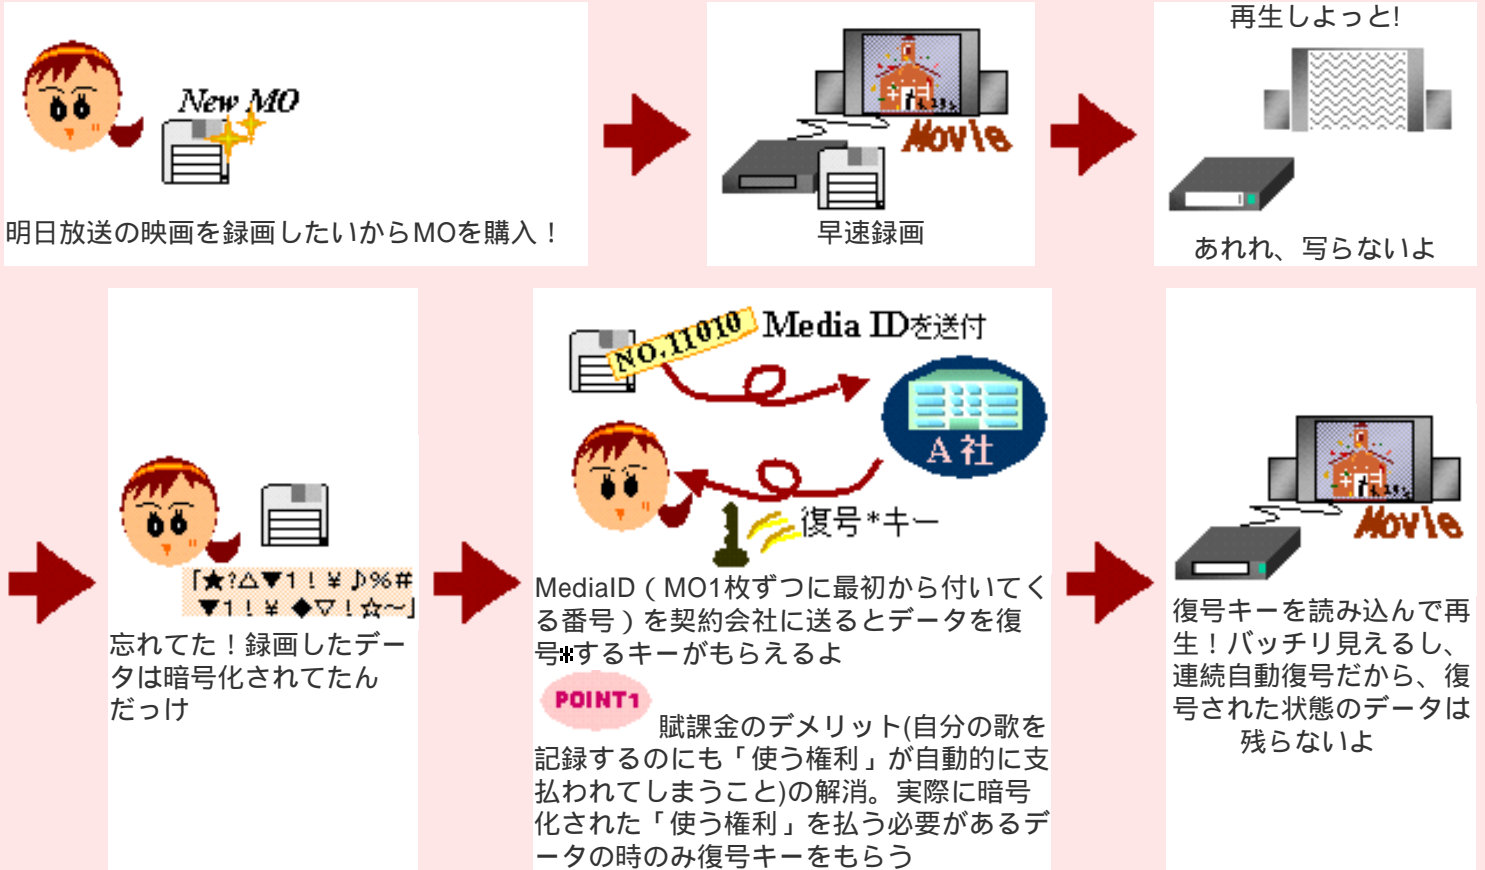 New MO
明日放送の映画を録画したいからMOを購入！
Movie
早速録画
再生しよっと!
あれれ、写らないよ
「★?△▼1！￥♪%#
▼1！￥◆▽！☆～」
忘れてた！録画したデー
タは暗号化されてたん
だっけ
NO.11010
Media IDを送付
A社
復号*キー
MediaID（MO1枚ずつに最初から付いてく
る番号）を契約会社に送るとデータを復
号*するキーがもらえるよ
POINT1
賦課金のデメリット(自分の歌を
記録するのにも「使う権利」が自動的に支
払われてしまうこと)の解消。実際に暗号
化された「使う権利」を払う必要があるデ
ータの時のみ復号キーをもらう
Movie
復号キーを読み込んで再
生！バッチリ見えるし、
連続自動復号だから、復
号された状態のデータは
残らないよ